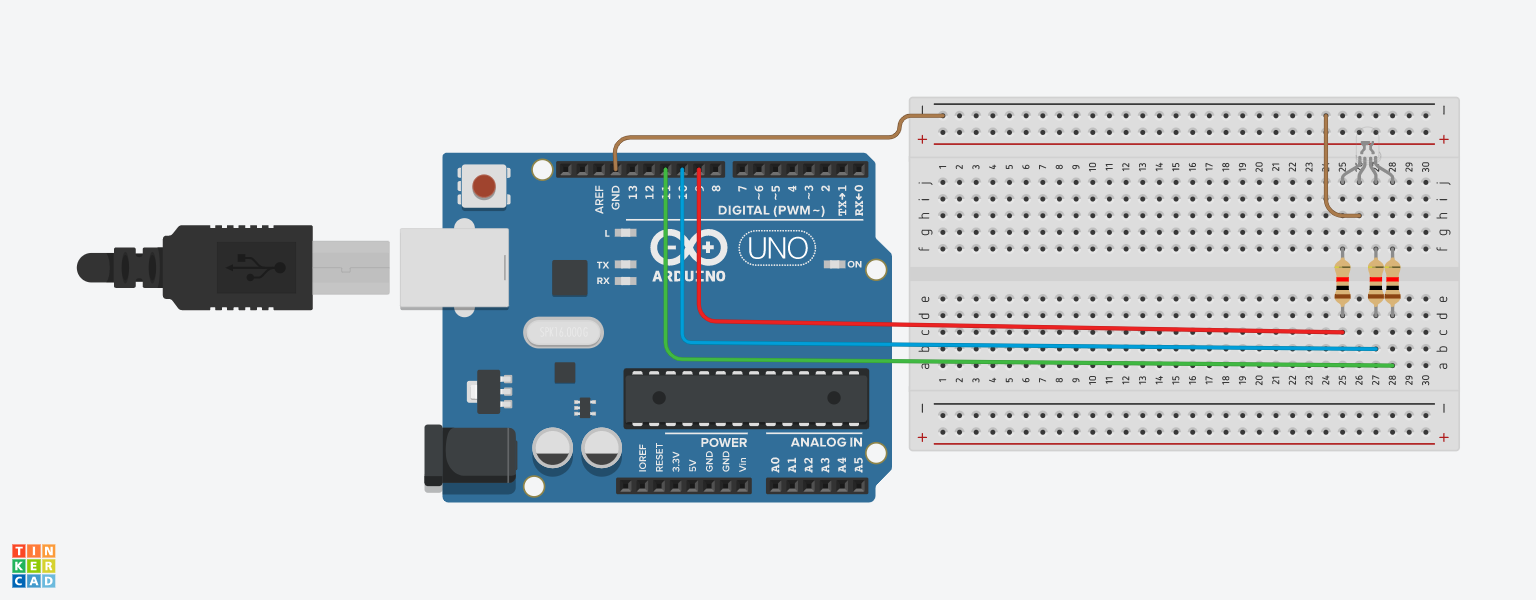 1 2 3 4 5 6 7 8 9 10 11 12 13 14 15 16 17 18 19 20 21 22 23 24 25 26 27 28 29 30
j j
i i
h h
g g
f f
AREF
GND
13
12
11
10
9
8
7
~6
~5
4
~3
2
TX→1
RX←0
DIGITAL (PWM ~)
L
TX
RX
ARDUINO
UNO
ON
SPK16.000G
e e
d d
c c
b b
a a
1 2 3 4 5 6 7 8 9 10 11 12 13 14 15 16 17 18 19 20 21 22 23 24 25 26 27 28 29 30
POWER
ANALOG IN
IOREF
RESET
3.3V
5V
GND
GND
Vin
A0
A1
A2
A3
A4
A5
TIN
KER
CAD